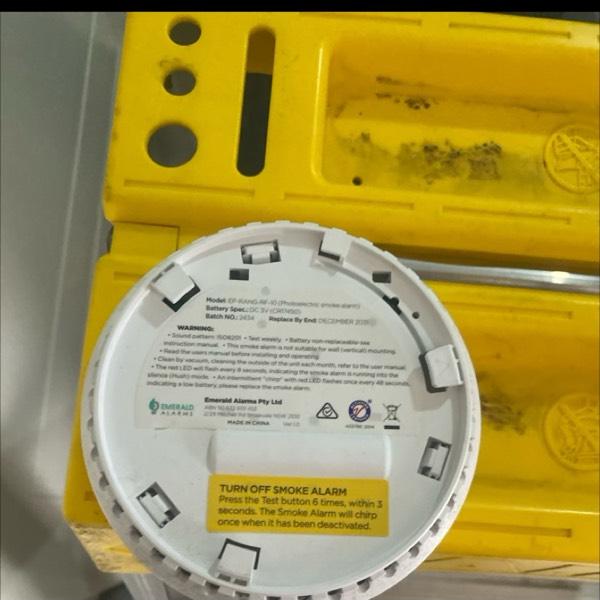 Model: EP-KANG-RF-10 (Photoelectric smoke alarm)
Battery Spec.: DC 3V (CR17450)
Batch NO.: 2434 Replace By End: DECEMBER
WARNING:
• Sound pattern: ISO8201 • Test weekly. • Battery non-replaceable-see
instruction manual. • This smoke alarm is not suitable for wall (vertical) mounting.
• Read the users manual before installing and operating.
• Clean by vacuum, cleaning the outside of the unit each month, refer to the user manual.
• The red LED will flash every 8 seconds, indicating the smoke alarm is running into the
silence (Hush) mode. • An intermittent "chirp" with red LED flashes once every 48 seconds,
indicating a low battery, please replace the smoke alarm.
EMERALD
ALARMS
Emerald Alarms Pty Ltd
MADE IN CHINA Ver 1.0
AS3786: 2014
TURN OFF SMOKE ALARM
Press the Test button 6 times, within 3
seconds. The Smoke Alarm will chirp
once when it has been deactivated.